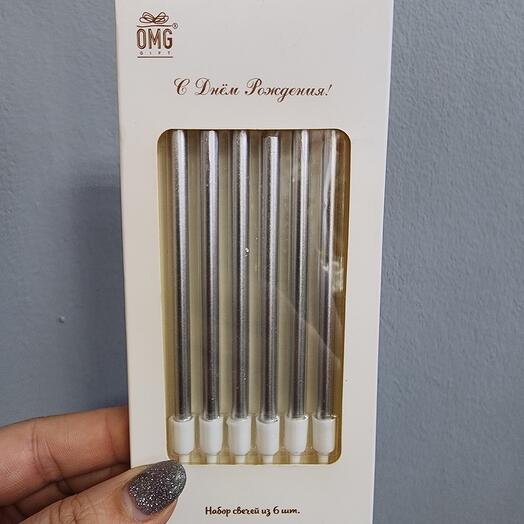 OMG®
GIFT
С Днём Рождения!
Набор свечей из 6 шт.